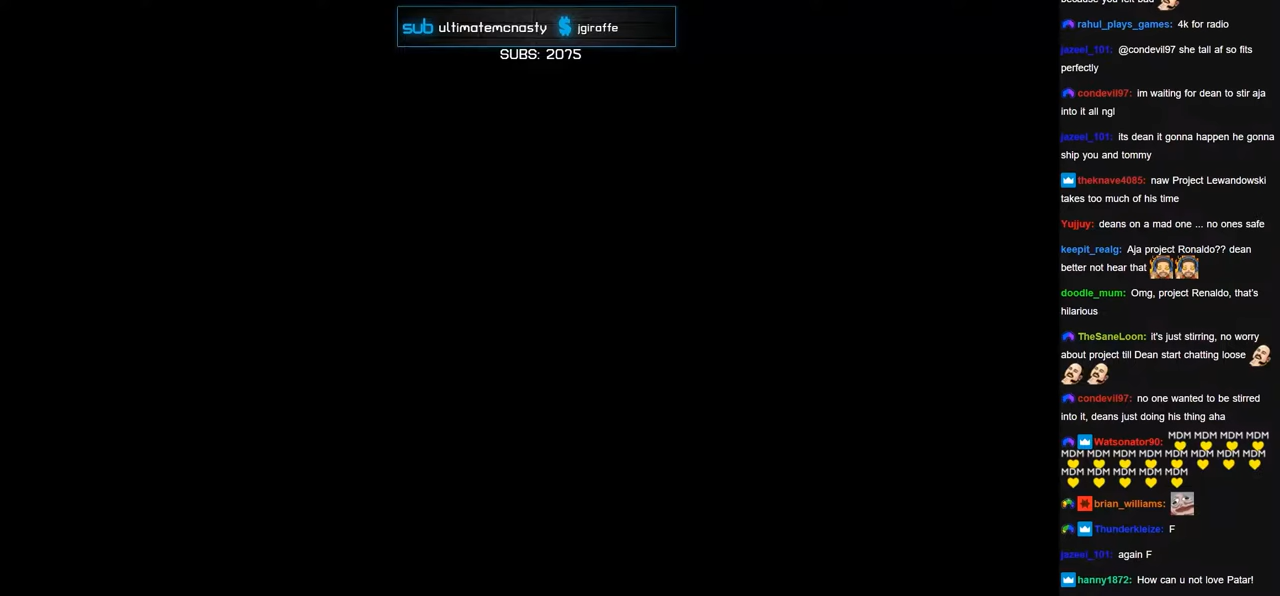 sub ultimatemcnasty $ jgiraffe
SUBS: 2075
rahul_plays_games: 4k for radio
jazeel_101: @condevil97 she tall af so fits
perfectly
condevil97: im waiting for dean to stir aja
into it all ngl
jazeel_101: its dean it gonna happen he gonna
ship you and tommy
theknave4085: naw Project Lewandowski
takes too much of his time
Yujjuy: deans on a mad one ... no ones safe
keepit_realg: Aja project Ronaldo?? dean
better not hear that
doodle_mum: Omg, project Renaldo, that's
hilarious
TheSaneLoon: it's just stirring, no worry
about project till Dean start chatting loose
condevil97: no one wanted to be stirred
into it, deans just doing his thing aha
Watsonator90: MDM MDM MDM MDM
MDM MDM MDM MDM MDM MDM MDM MDM
MDM MDM MDM MDM MDM
brian_williams:
Thunderkleize: F
jazeel_101: again F
hanny1872: How can u not love Patar!